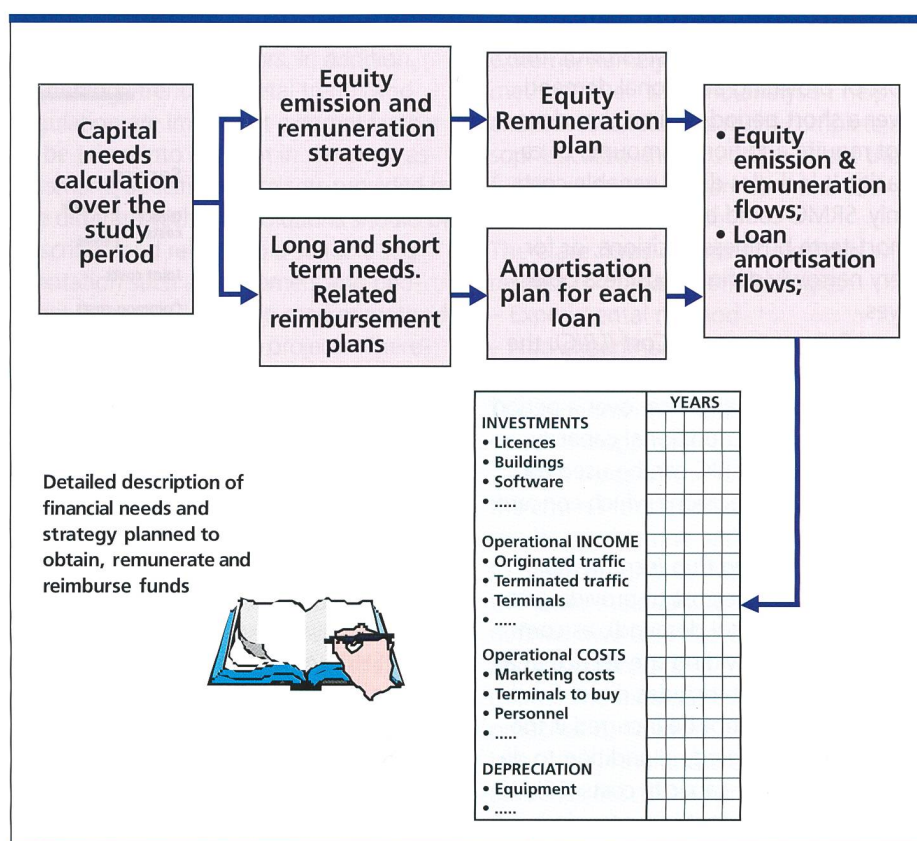 Capital
needs
calculation
over the
study
period
Equity
emission and
remuneration
strategy
Equity
Remuneration
plan
• Equity
emission &
remuneration
flows;
• Loan
amortisation
flows;
Long and short
term needs.
Related
reimbursement
plans
Amortisation
plan for each
loan
YEARS
INVESTMENTS
• Licences
• Buildings
• Software
• .....
Operational INCOME
• Originated traffic
• Terminated traffic
• Terminals
• .....
Operational COSTS
• Marketing costs
• Terminals to buy
• Personnel
• .....
DEPRECIATION
• Equipment
• .....
Detailed description of
financial needs and
strategy planned to
obtain, remunerate and
reimburse funds